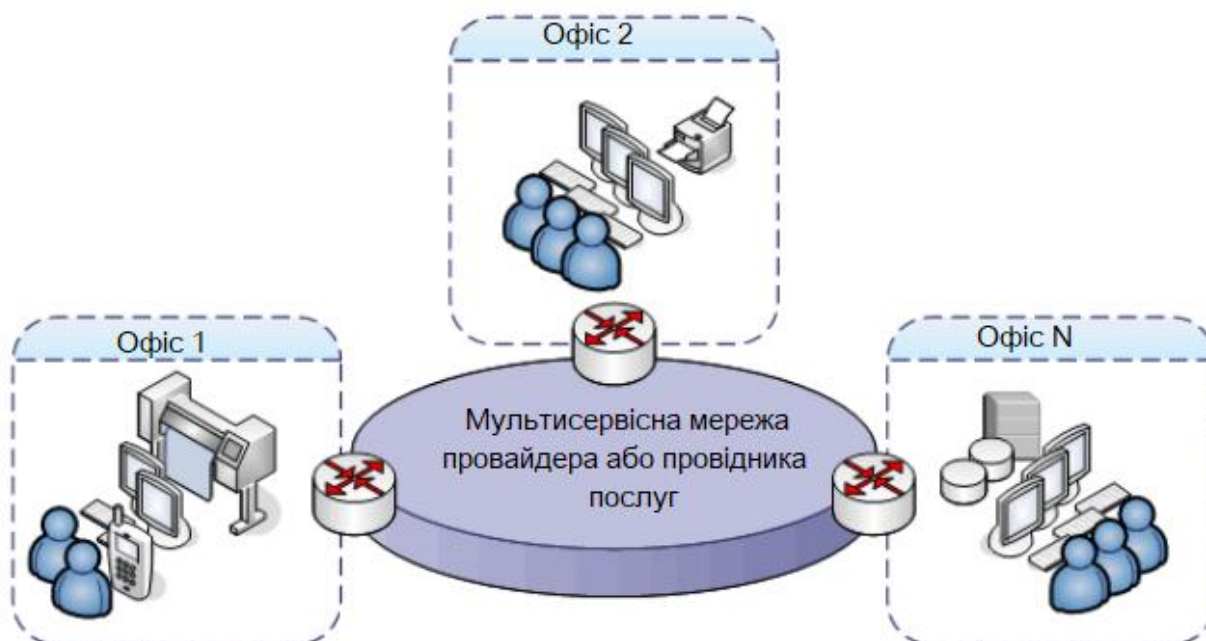 Офіс 2
Офіс 1
Офіс N
Мультисервісна мережа
провайдера або провідника
послуг